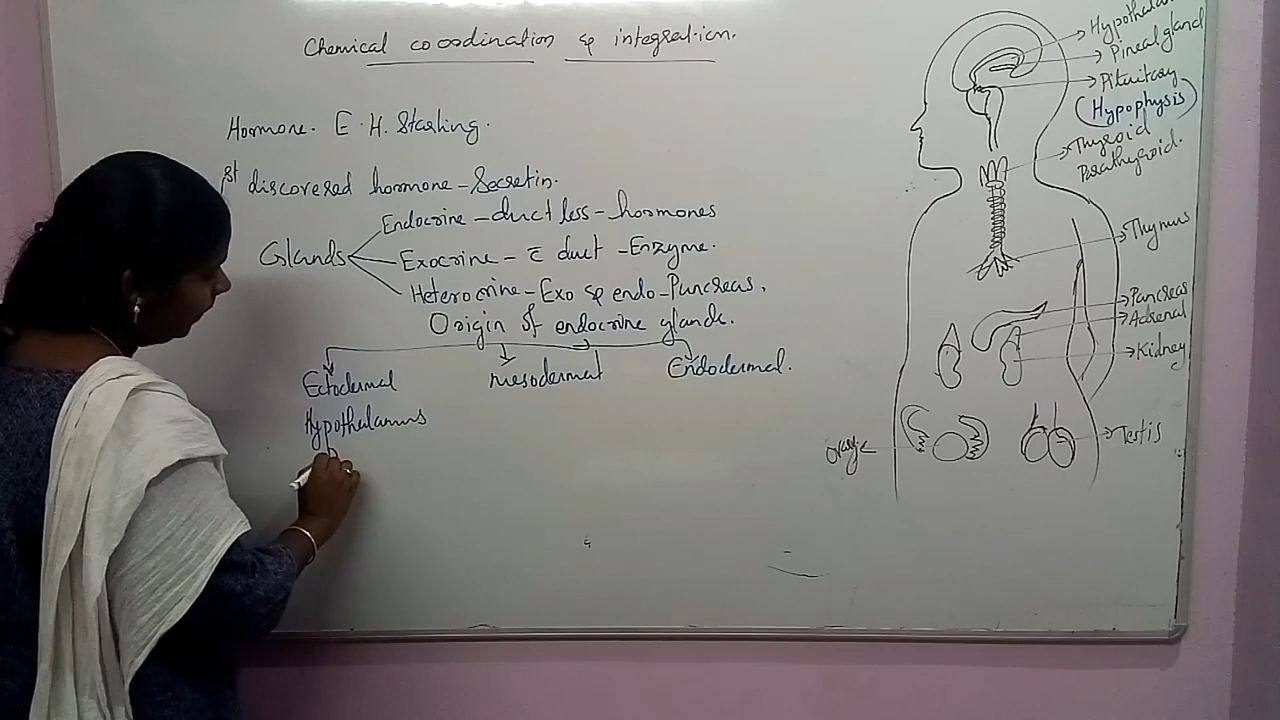 Chemical coordination & integration.
Hormone. E.H. Starling.
1st discovered hormone - Secretin.
Glands
Endocrine - ductless - hormones
Exocrine - c̄ duct - Enzyme.
Heterocrine - Exo & endo - Pancreas.
Origin of endocrine glands.
Ectodermal
Mesodermal
Endodermal.
Hypothalamus
Pineal gland
Pituitary
(Hypophysis)
Thyroid
Parathyroid.
Thymus
Pancreas
Adrenal
Kidney
Testis